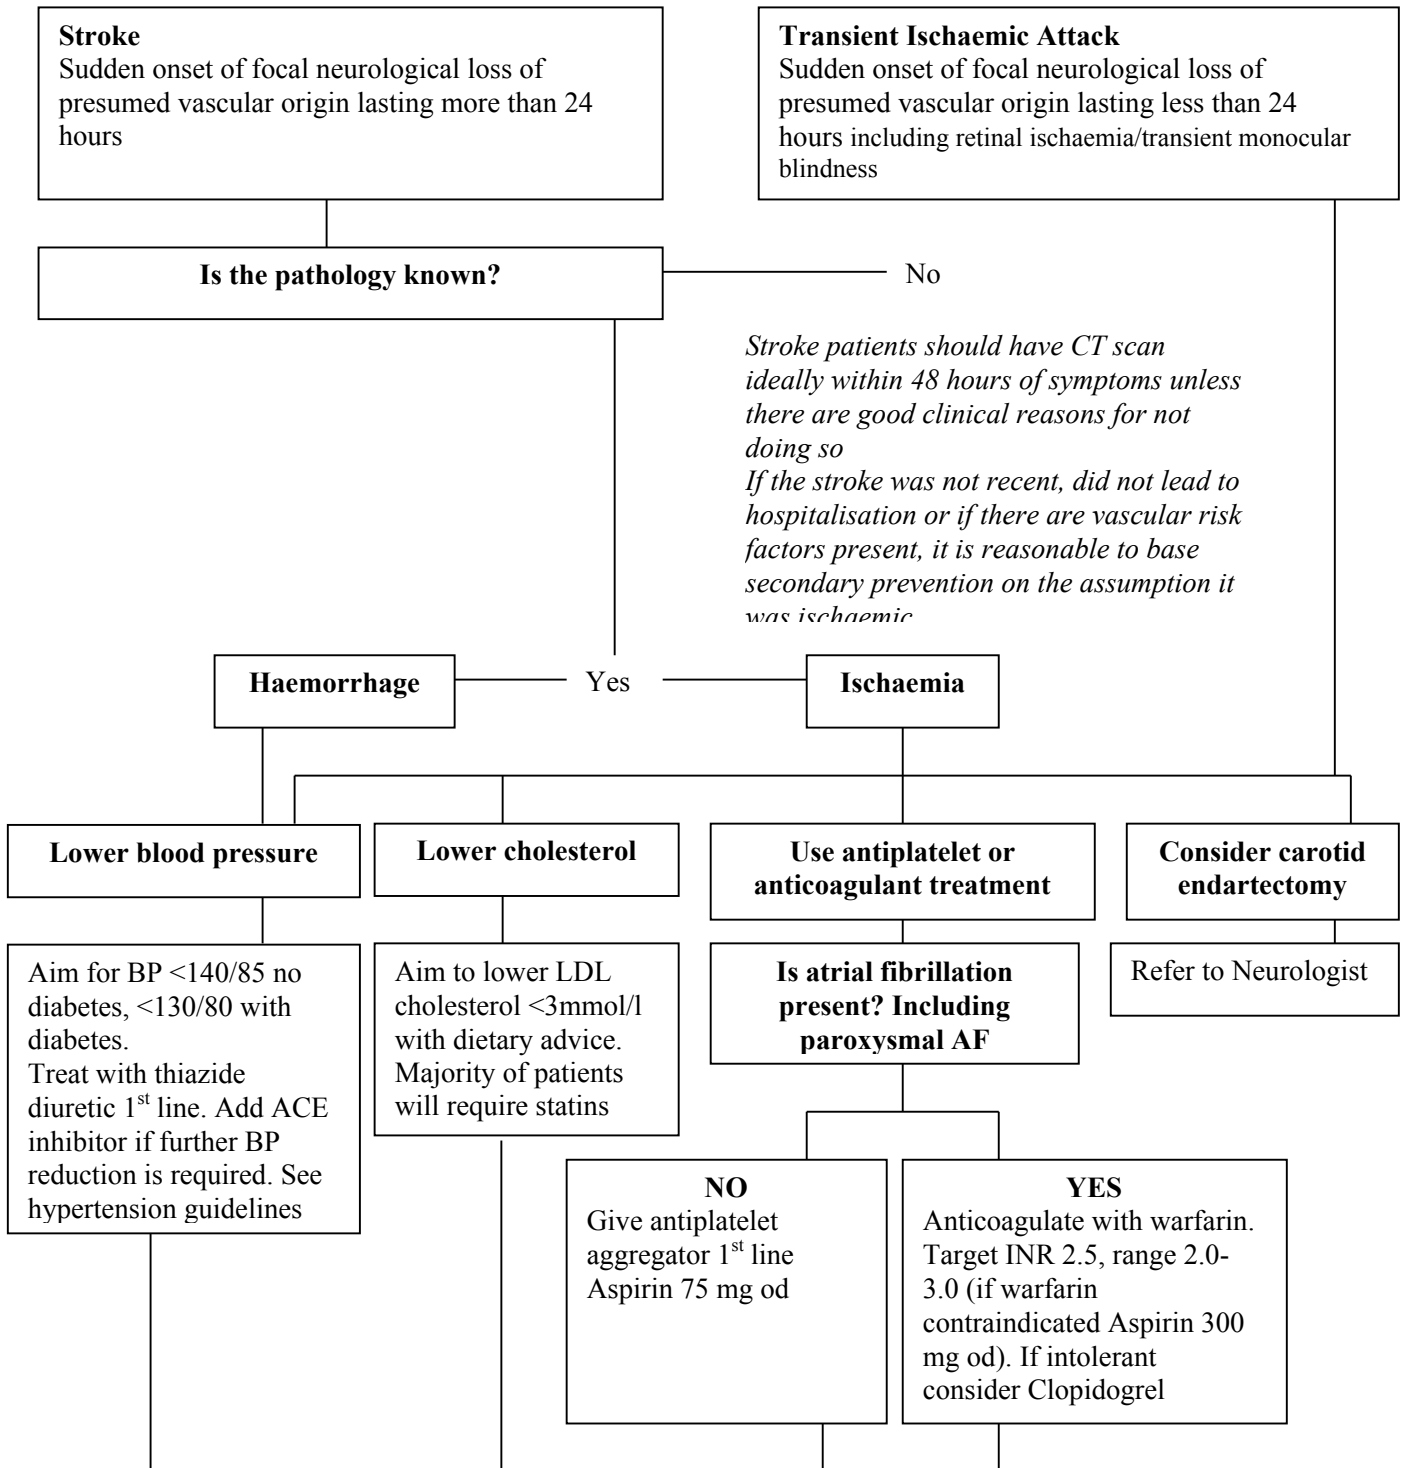 Stroke
Sudden onset of focal neurological loss of
presumed vascular origin lasting more than 24
hours
Transient Ischaemic Attack
Sudden onset of focal neurological loss of
presumed vascular origin lasting less than 24
hours including retinal ischaemia/transient monocular
blindness
Is the pathology known?
No
Stroke patients should have CT scan
ideally within 48 hours of symptoms unless
there are good clinical reasons for not
doing so
If the stroke was not recent, did not lead to
hospitalisation or if there are vascular risk
factors present, it is reasonable to base
secondary prevention on the assumption it
was ischaemic
Haemorrhage
Yes
Ischaemia
Lower blood pressure
Lower cholesterol
Use antiplatelet or
anticoagulant treatment
Consider carotid
endartectomy
Aim for BP <140/85 no
diabetes, <130/80 with
diabetes.
Treat with thiazide
diuretic 1st line. Add ACE
inhibitor if further BP
reduction is required. See
hypertension guidelines
Aim to lower LDL
cholesterol <3mmol/l
with dietary advice.
Majority of patients
will require statins
Is atrial fibrillation
present? Including
paroxysmal AF
Refer to Neurologist
NO
Give antiplatelet
aggregator 1st line
Aspirin 75 mg od
YES
Anticoagulate with warfarin.
Target INR 2.5, range 2.0-
3.0 (if warfarin
contraindicated Aspirin 300
mg od). If intolerant
consider Clopidogrel